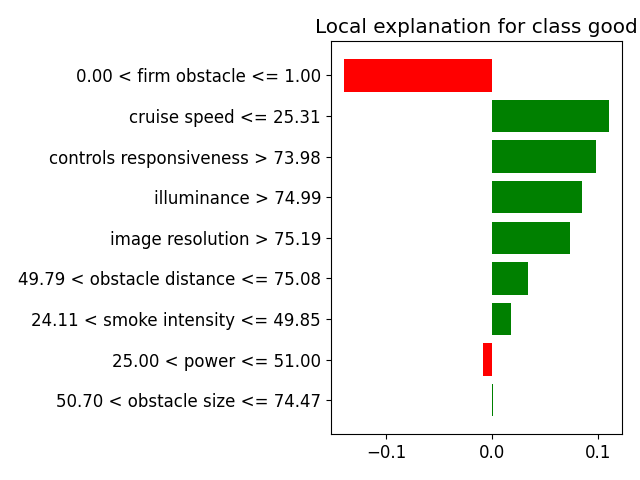 Local explanation for class good
0.00 < firm obstacle <= 1.00
cruise speed <= 25.31
controls responsiveness > 73.98
illuminance > 74.99
image resolution > 75.19
49.79 < obstacle distance <= 75.08
24.11 < smoke intensity <= 49.85
25.00 < power <= 51.00
50.70 < obstacle size <= 74.47
−0.1 0.0 0.1